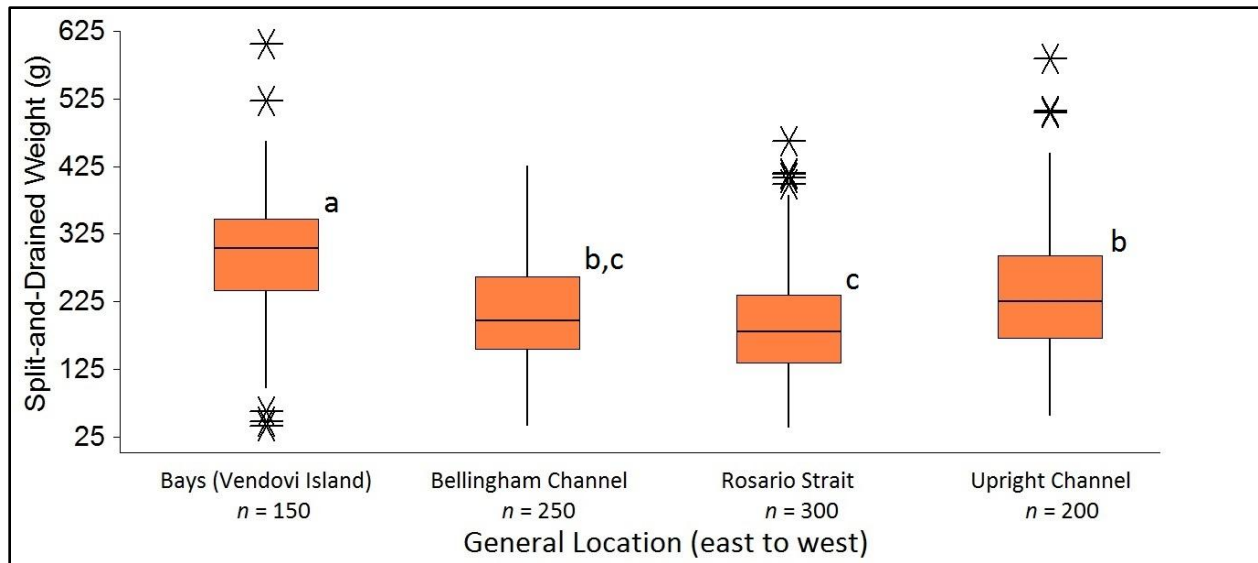 Split-and-Drained Weight (g)
625
525
425
325
225
125
25
a
b,c
c
b
Bays (Vendovi Island)
n = 150
Bellingham Channel
n = 250
Rosario Strait
n = 300
Upright Channel
n = 200
General Location (east to west)